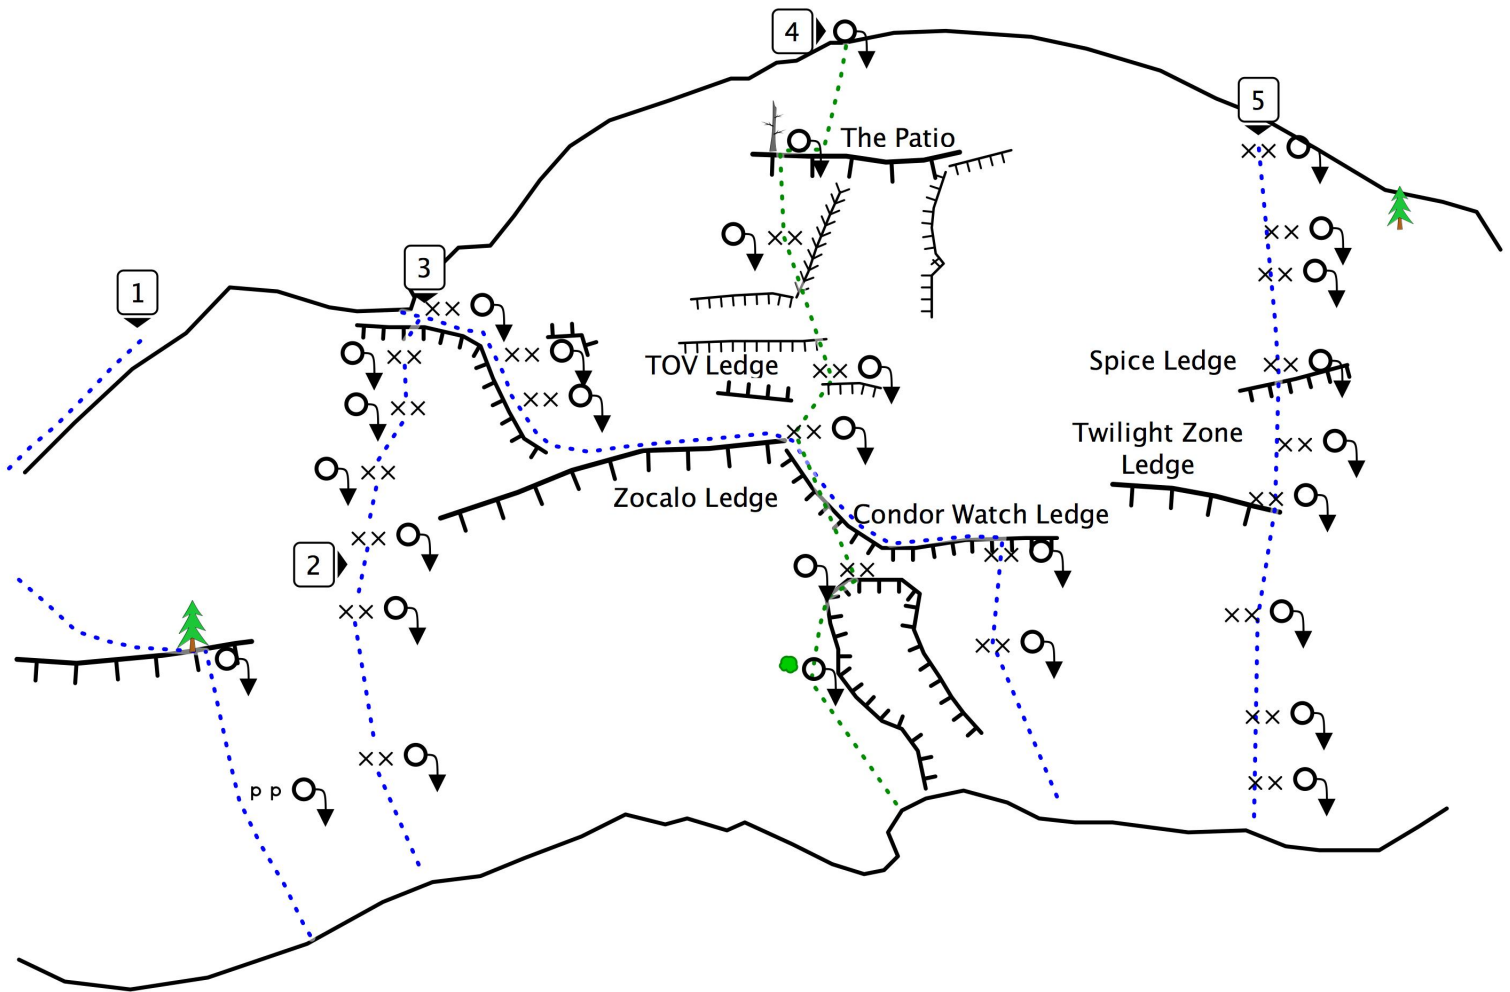 4
The Patio
5
3
1
TOV Ledge
Spice Ledge
Twilight Zone
Ledge
Zocalo Ledge
Condor Watch Ledge
2
p p